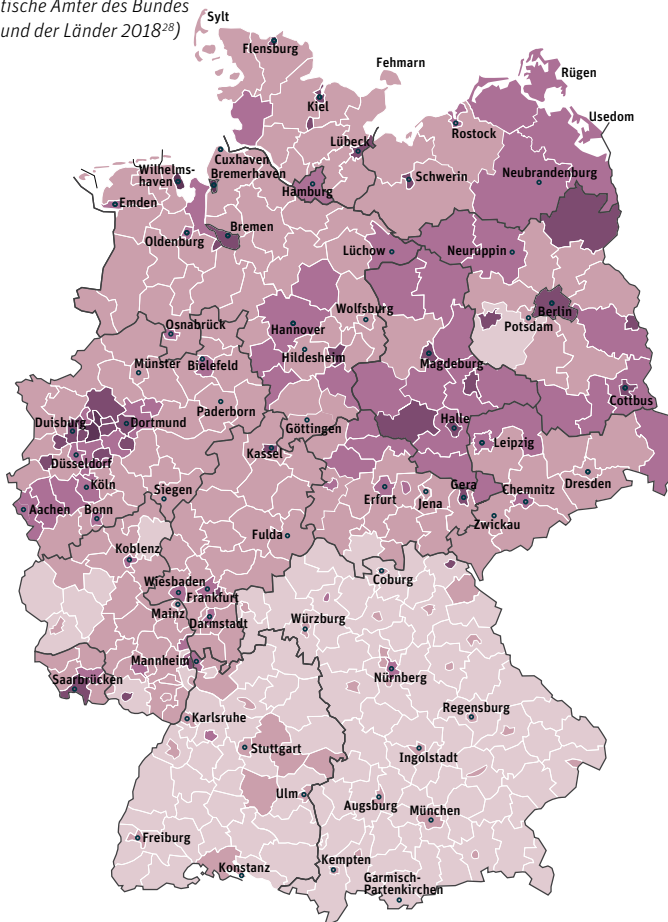 tische Ämter des Bundes
und der Länder 2018²⁸)
Sylt
Flensburg
Fehmarn
Rügen
Kiel
Usedom
Rostock
Lübeck
Cuxhaven
Wilhelms-
haven
Bremerhaven
Schwerin
Neubrandenburg
Hamburg
Emden
Bremen
Oldenburg
Lüchow
Neuruppin
Wolfsburg
Berlin
Osnabrück
Hannover
Potsdam
Hildesheim
Münster
Bielefeld
Magdeburg
Cottbus
Paderborn
Duisburg
Dortmund
Göttingen
Halle
Leipzig
Kassel
Düsseldorf
Köln
Siegen
Erfurt
Jena
Gera
Chemnitz
Dresden
Aachen
Bonn
Zwickau
Fulda
Koblenz
Coburg
Wiesbaden
Frankfurt
Mainz
Würzburg
Darmstadt
Mannheim
Nürnberg
Saarbrücken
Regensburg
Karlsruhe
Stuttgart
Ingolstadt
Ulm
Augsburg
München
Freiburg
Kempten
Konstanz
Garmisch-
Partenkirchen